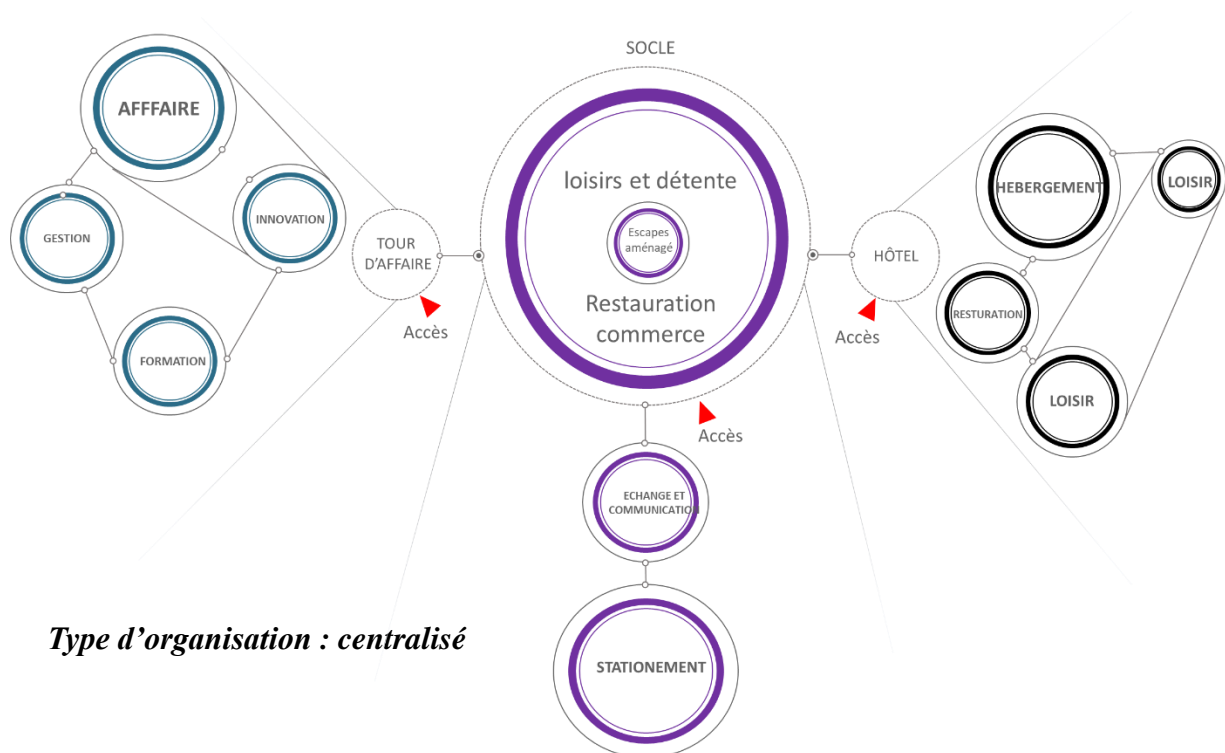 SOCLE
AFFFAIRE
INNOVATION
GESTION
FORMATION
TOUR
D'AFFAIRE
Accès
loisirs et détente
Escapes
aménagé
Restauration
commerce
Accès
ECHANGE ET
COMMUNICATION
STATIONEMENT
HÔTEL
Accès
HEBERGEMENT
LOISIR
RESTURATION
LOISIR
Type d’organisation : centralisé